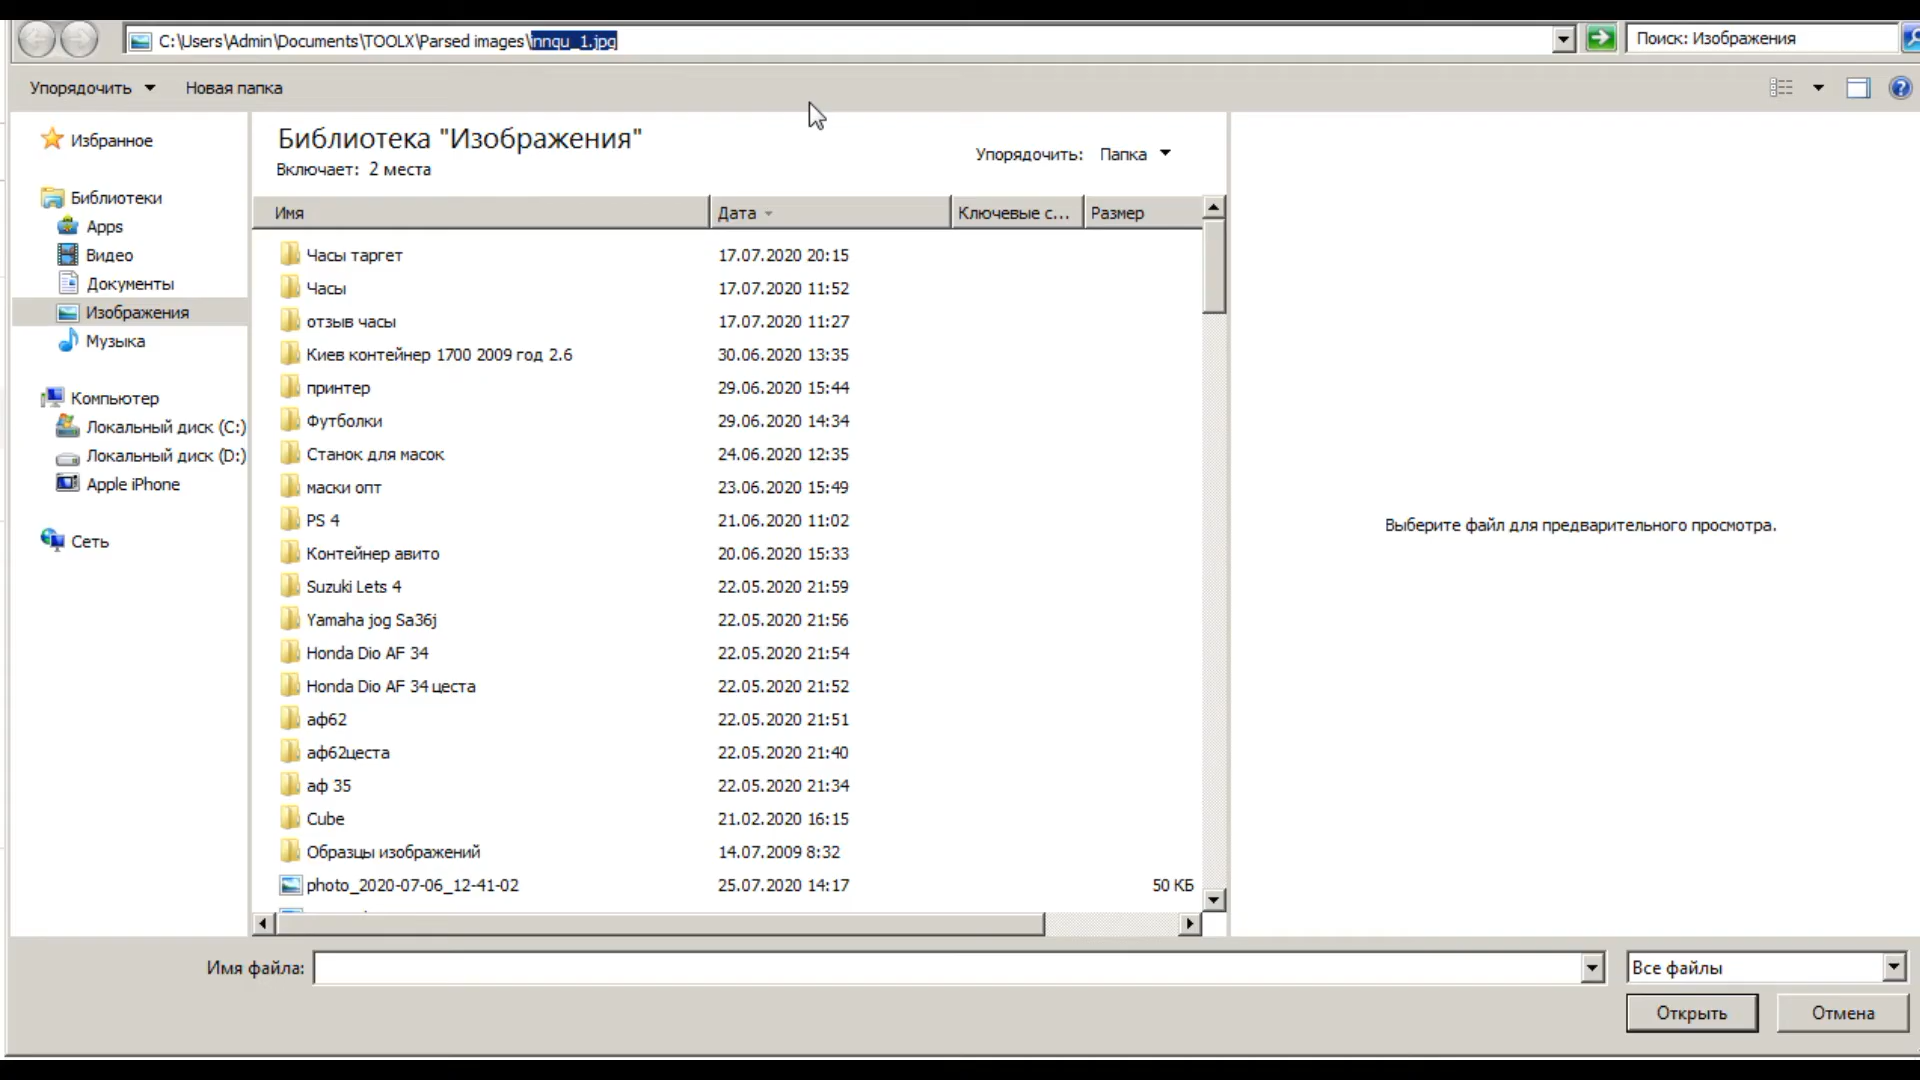 C:\Users\Admin\Documents\TOOLX\Parsed images\innqu_1.jpg
Поиск: Изображения
Упорядочить
Новая папка
Избранное
Библиотеки
Apps
Видео
Документы
Изображения
Музыка
Компьютер
Локальный диск (C:)
Локальный диск (D:)
Apple iPhone
Сеть
Библиотека "Изображения"
Включает: 2 места
Упорядочить: Папка
Имя Дата Ключевые с... Размер
Часы таргет 17.07.2020 20:15
Часы 17.07.2020 11:52
отзыв часы 17.07.2020 11:27
Киев контейнер 1700 2009 год 2.6 30.06.2020 13:35
принтер 29.06.2020 15:44
Футболки 29.06.2020 14:34
Станок для масок 24.06.2020 12:35
маски опт 23.06.2020 15:49
PS 4 21.06.2020 11:02
Контейнер авито 20.06.2020 15:33
Suzuki Lets 4 22.05.2020 21:59
Yamaha jog Sa36j 22.05.2020 21:56
Honda Dio AF 34 22.05.2020 21:54
Honda Dio AF 34 цеста 22.05.2020 21:52
аф62 22.05.2020 21:51
аф62цеста 22.05.2020 21:40
аф 35 22.05.2020 21:34
Cube 21.02.2020 16:15
Образцы изображений 14.07.2009 8:32
photo_2020-07-06_12-41-02 25.07.2020 14:17 50 КБ
Выберите файл для предварительного просмотра.
Имя файла:
Все файлы
Открыть
Отмена